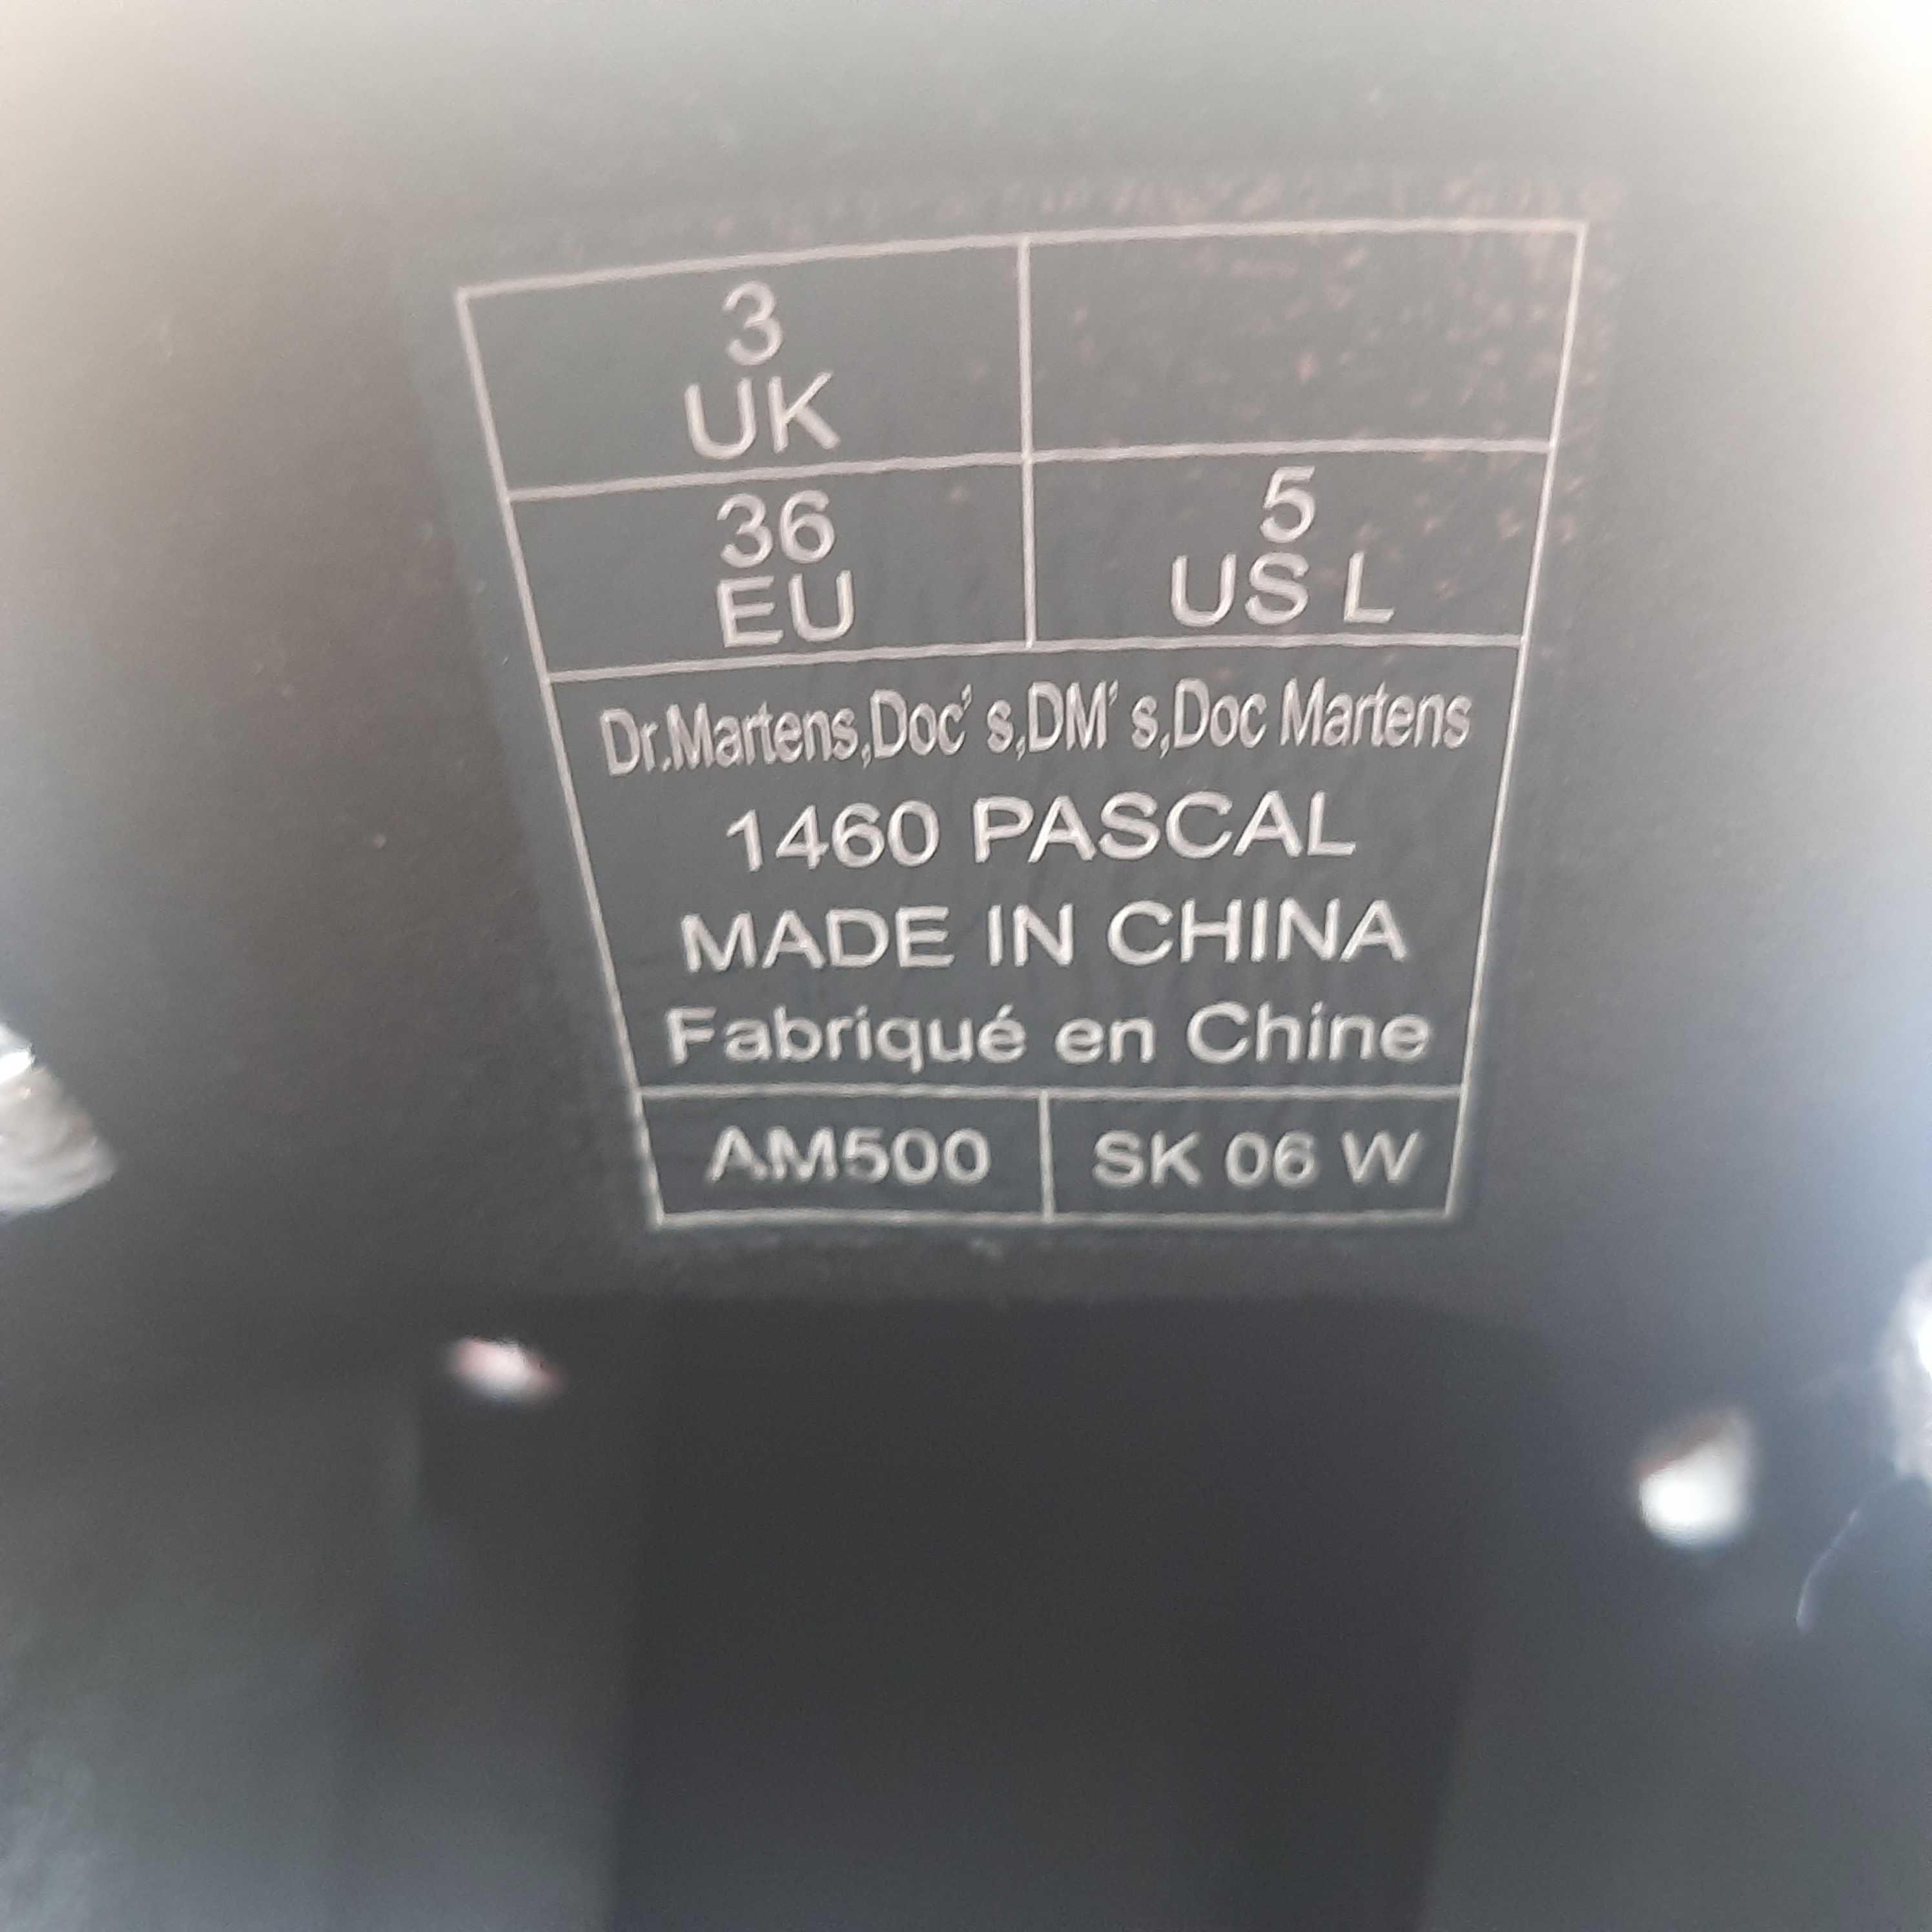 3
UK
36
EU
5
US L
Dr.Martens,Doc's,DM's,Doc Martens
1460 PASCAL
MADE IN CHINA
Fabriqué en Chine
AM500
SK 06 W